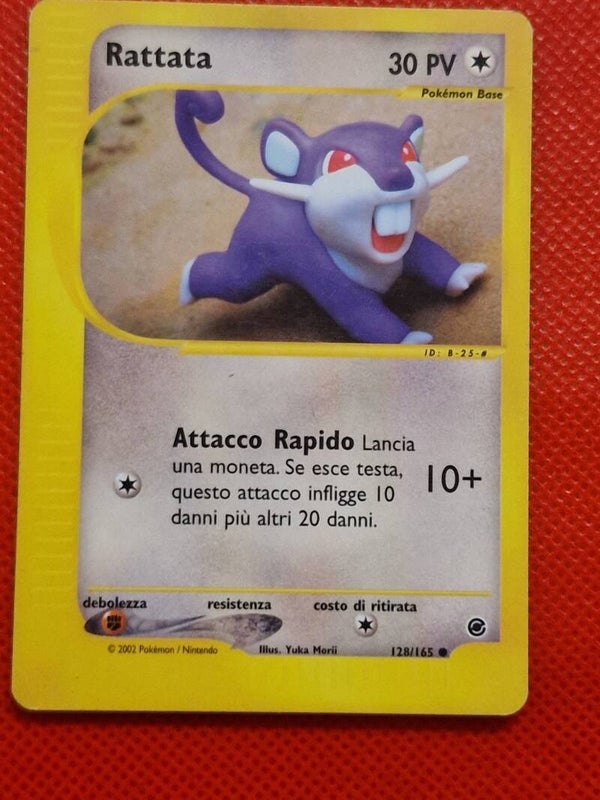 Rattata
30 PV
Pokémon Base
ID: B-25-#
Attacco Rapido Lancia
una moneta. Se esce testa,
questo attacco infligge 10
danni più altri 20 danni.
10+
debolezza
resistenza
costo di ritirata
© 2002 Pokémon / Nintendo
Illus. Yuka Morii
128/165